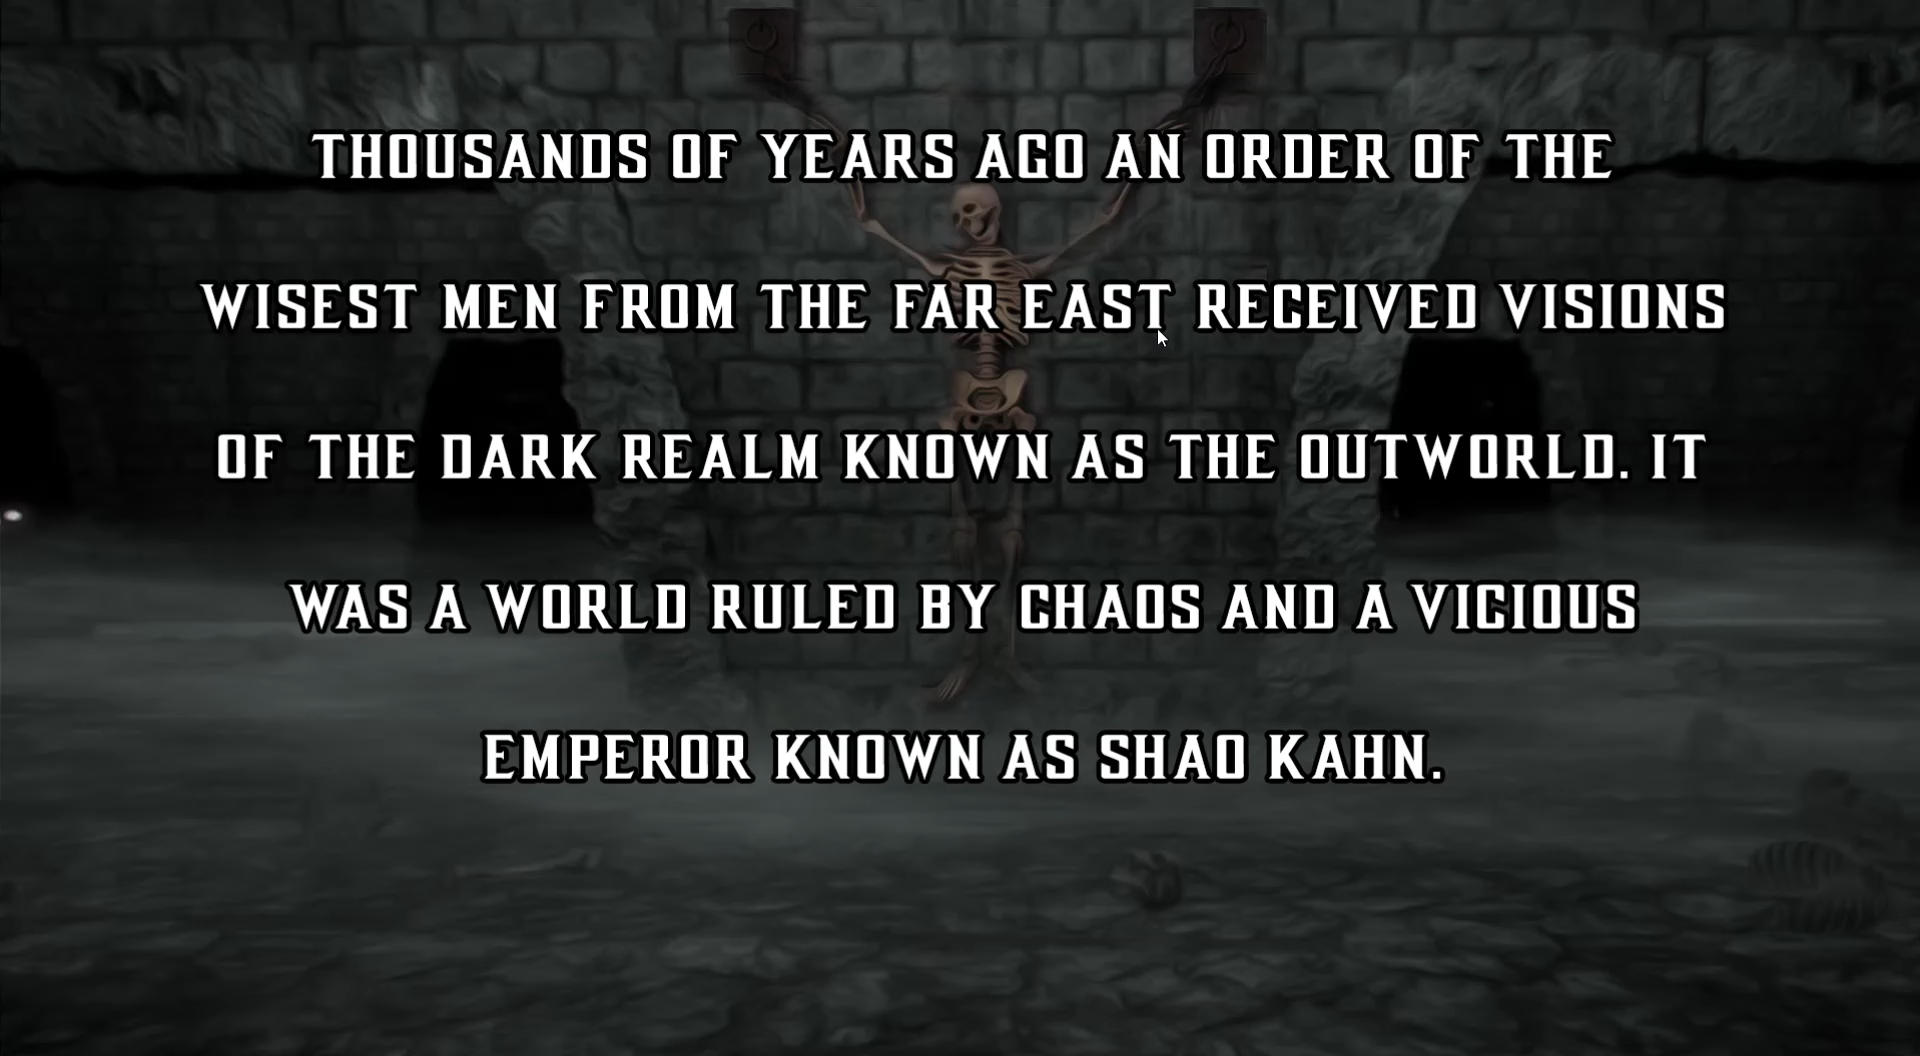 THOUSANDS OF YEARS AGO AN ORDER OF THE
WISEST MEN FROM THE FAR EAST RECEIVED VISIONS
OF THE DARK REALM KNOWN AS THE OUTWORLD. IT
WAS A WORLD RULED BY CHAOS AND A VICIOUS
EMPEROR KNOWN AS SHAO KAHN.